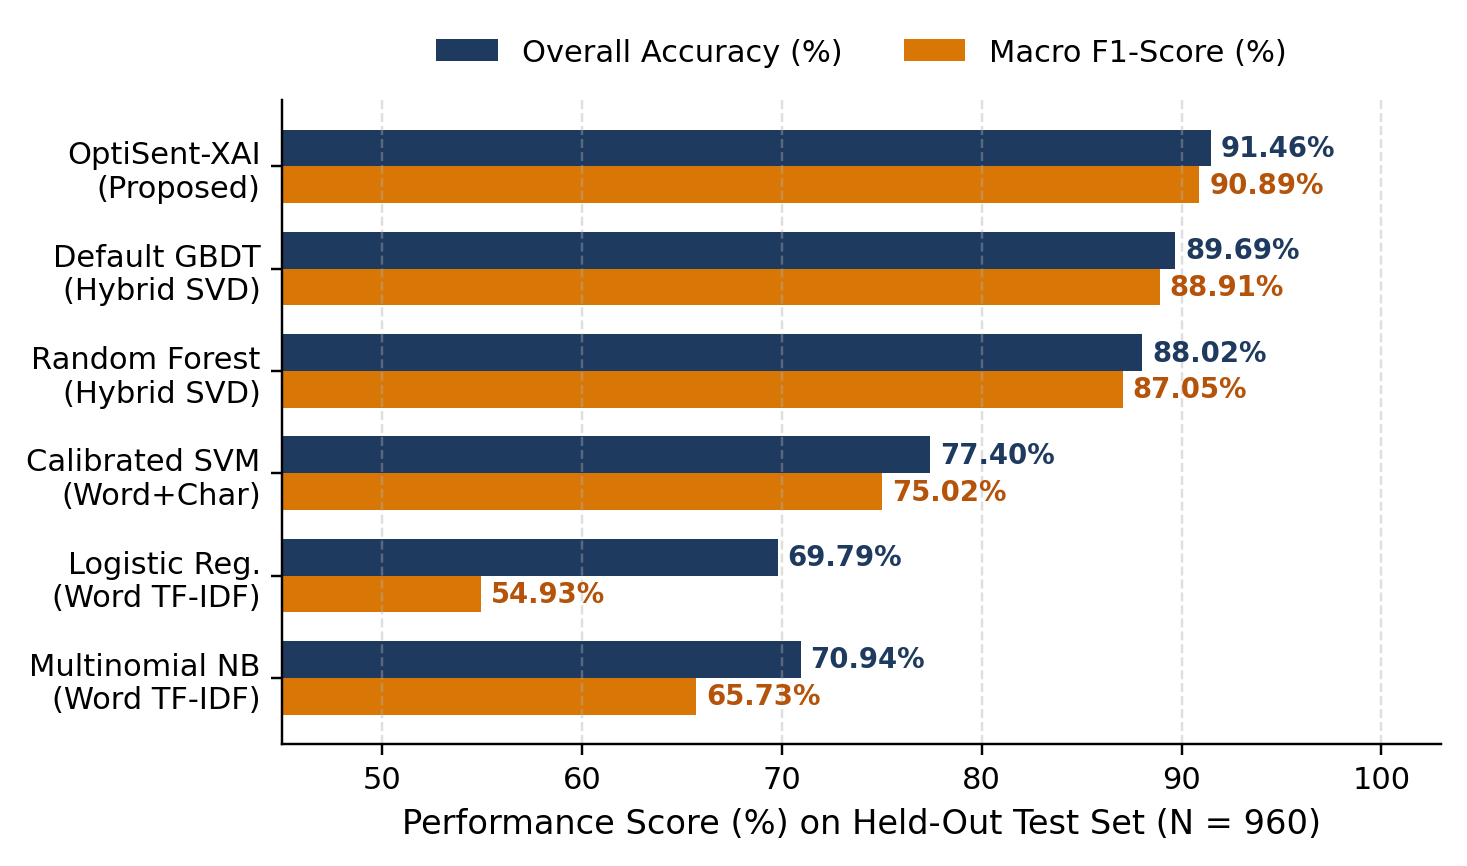 Overall Accuracy (%)
Macro F1-Score (%)
OptiSent-XAI
(Proposed)
91.46%
90.89%
Default GBDT
(Hybrid SVD)
89.69%
88.91%
Random Forest
(Hybrid SVD)
88.02%
87.05%
Calibrated SVM
(Word+Char)
77.40%
75.02%
Logistic Reg.
(Word TF-IDF)
69.79%
54.93%
Multinomial NB
(Word TF-IDF)
70.94%
65.73%
50 60 70 80 90 100
Performance Score (%) on Held-Out Test Set (N = 960)